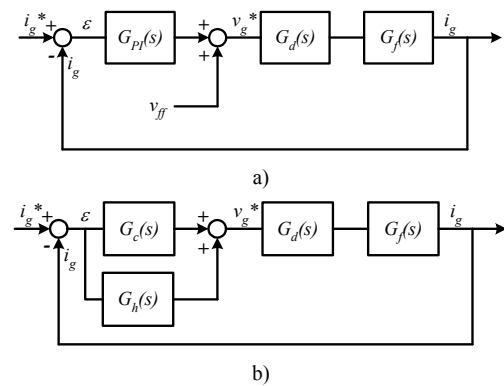 i_g* + ε G_PI(s) + v_g* G_d(s) G_f(s) i_g
- i_g +
v_ff
a)
i_g* + ε G_c(s) + v_g* G_d(s) G_f(s) i_g
- i_g +
G_h(s)
b)